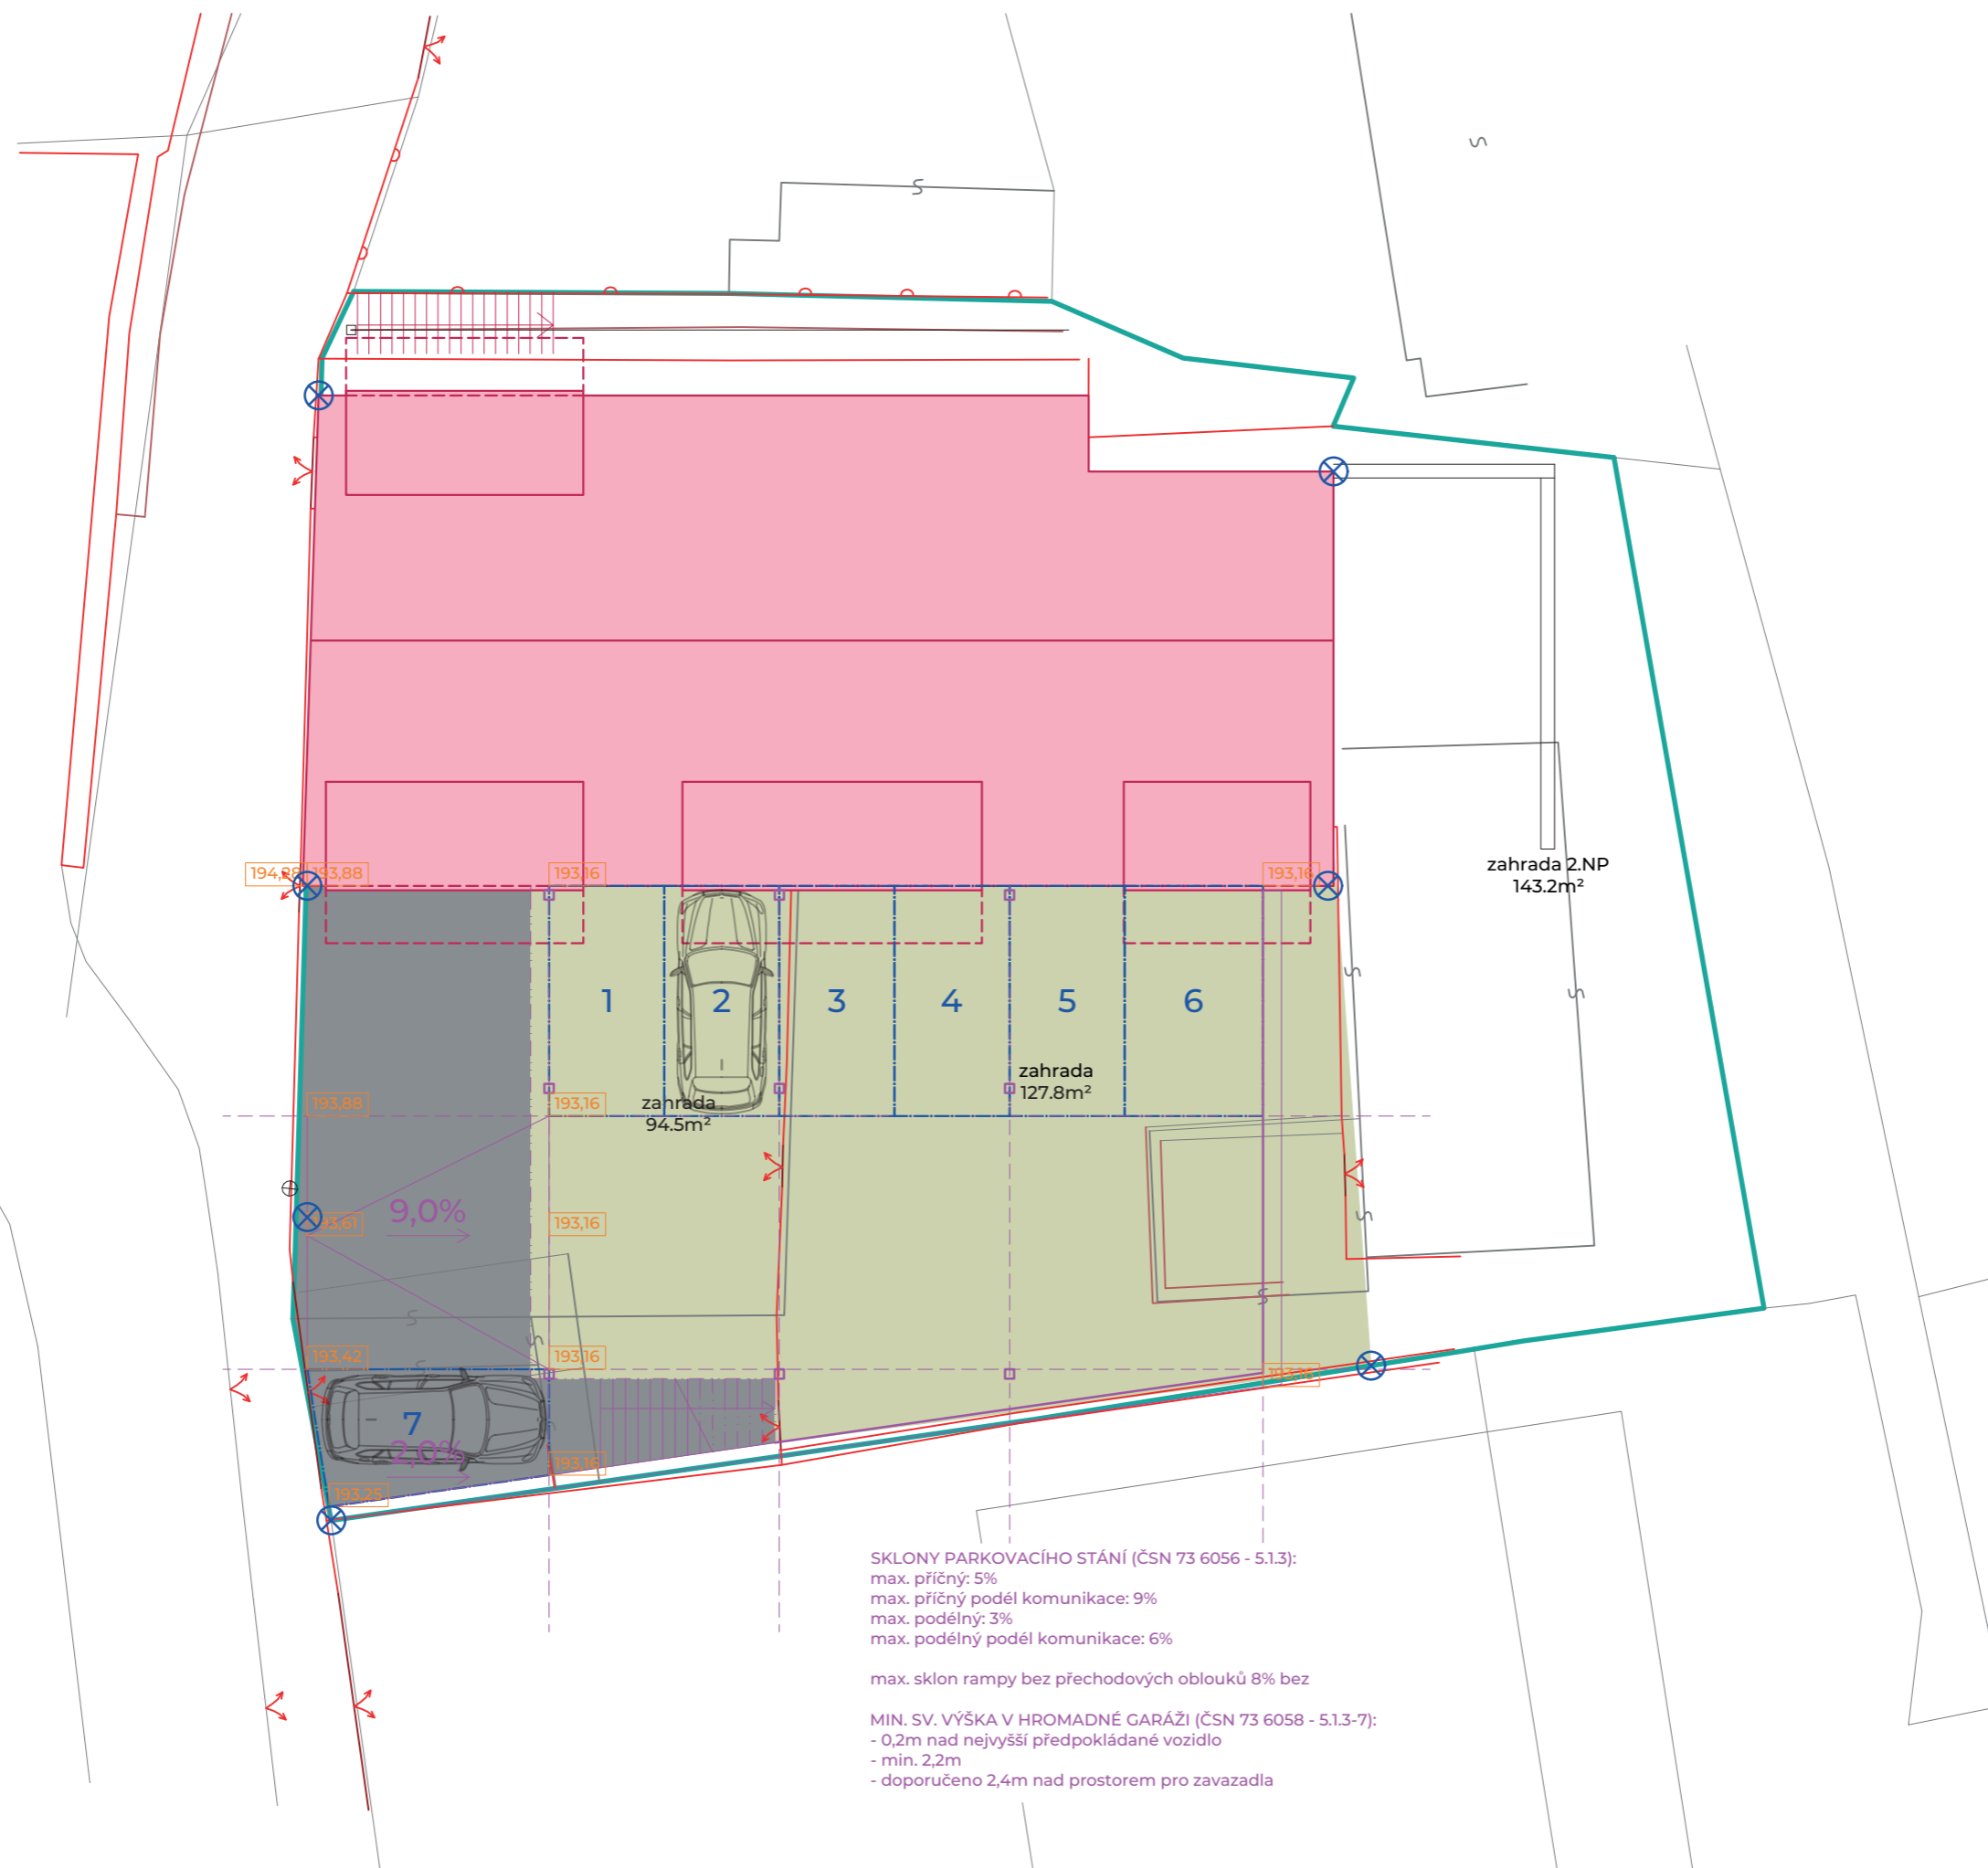 zahrada 2.NP
143.2m²
193,88
193,16
193,16
1
2
3
4
5
6
zahrada
127.8m²
193,88
193,16
zahrada
94.5m²
9,0%
193,16
193,42
193,16
7
2,0%
193,16
193,25
SKLONY PARKOVACÍHO STÁNÍ (ČSN 73 6056 - 5.1.3):
max. příčný: 5%
max. příčný podél komunikace: 9%
max. podélný: 3%
max. podélný podél komunikace: 6%
max. sklon rampy bez přechodových oblouků 8% bez
MIN. SV. VÝŠKA V HROMADNÉ GARÁŽI (ČSN 73 6058 - 5.1.3-7):
- 0,2m nad nejvyšší předpokládané vozidlo
- min. 2,2m
- doporučeno 2,4m nad prostorem pro zavazadla